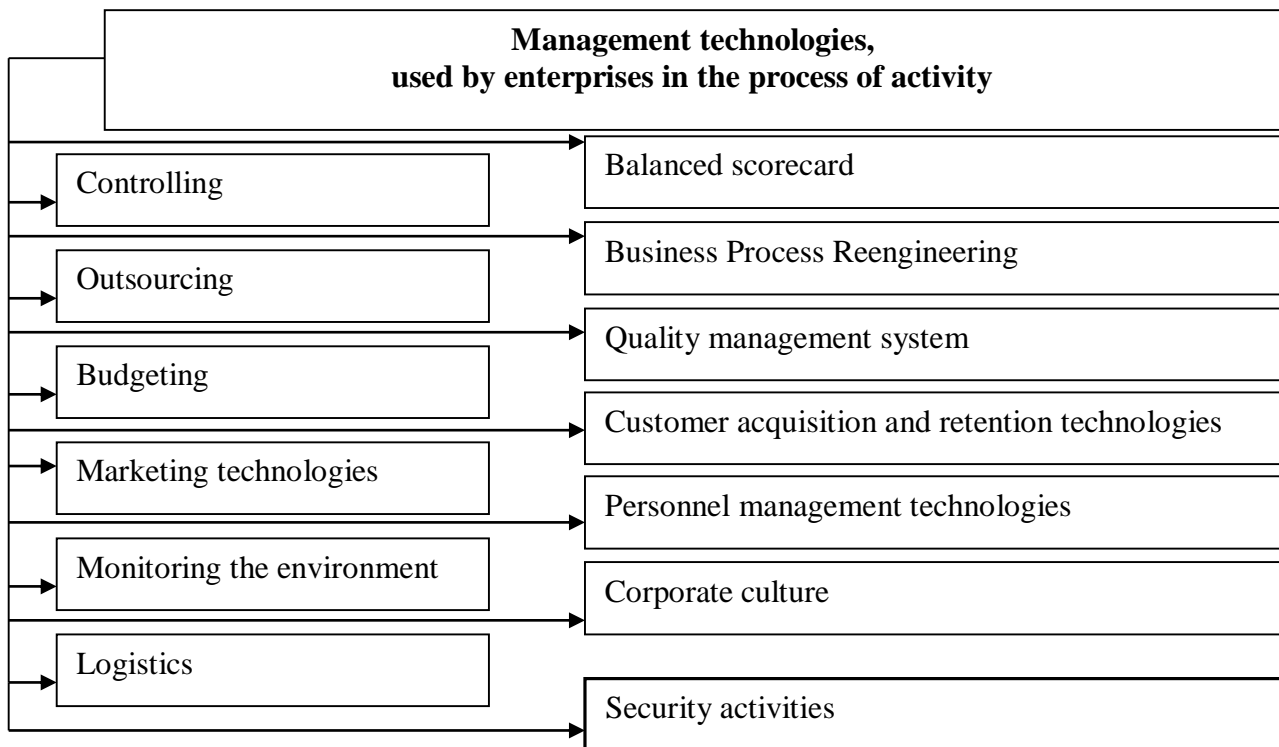 Management technologies,
used by enterprises in the process of activity
Controlling
Outsourcing
Budgeting
Marketing technologies
Monitoring the environment
Logistics
Balanced scorecard
Business Process Reengineering
Quality management system
Customer acquisition and retention technologies
Personnel management technologies
Corporate culture
Security activities